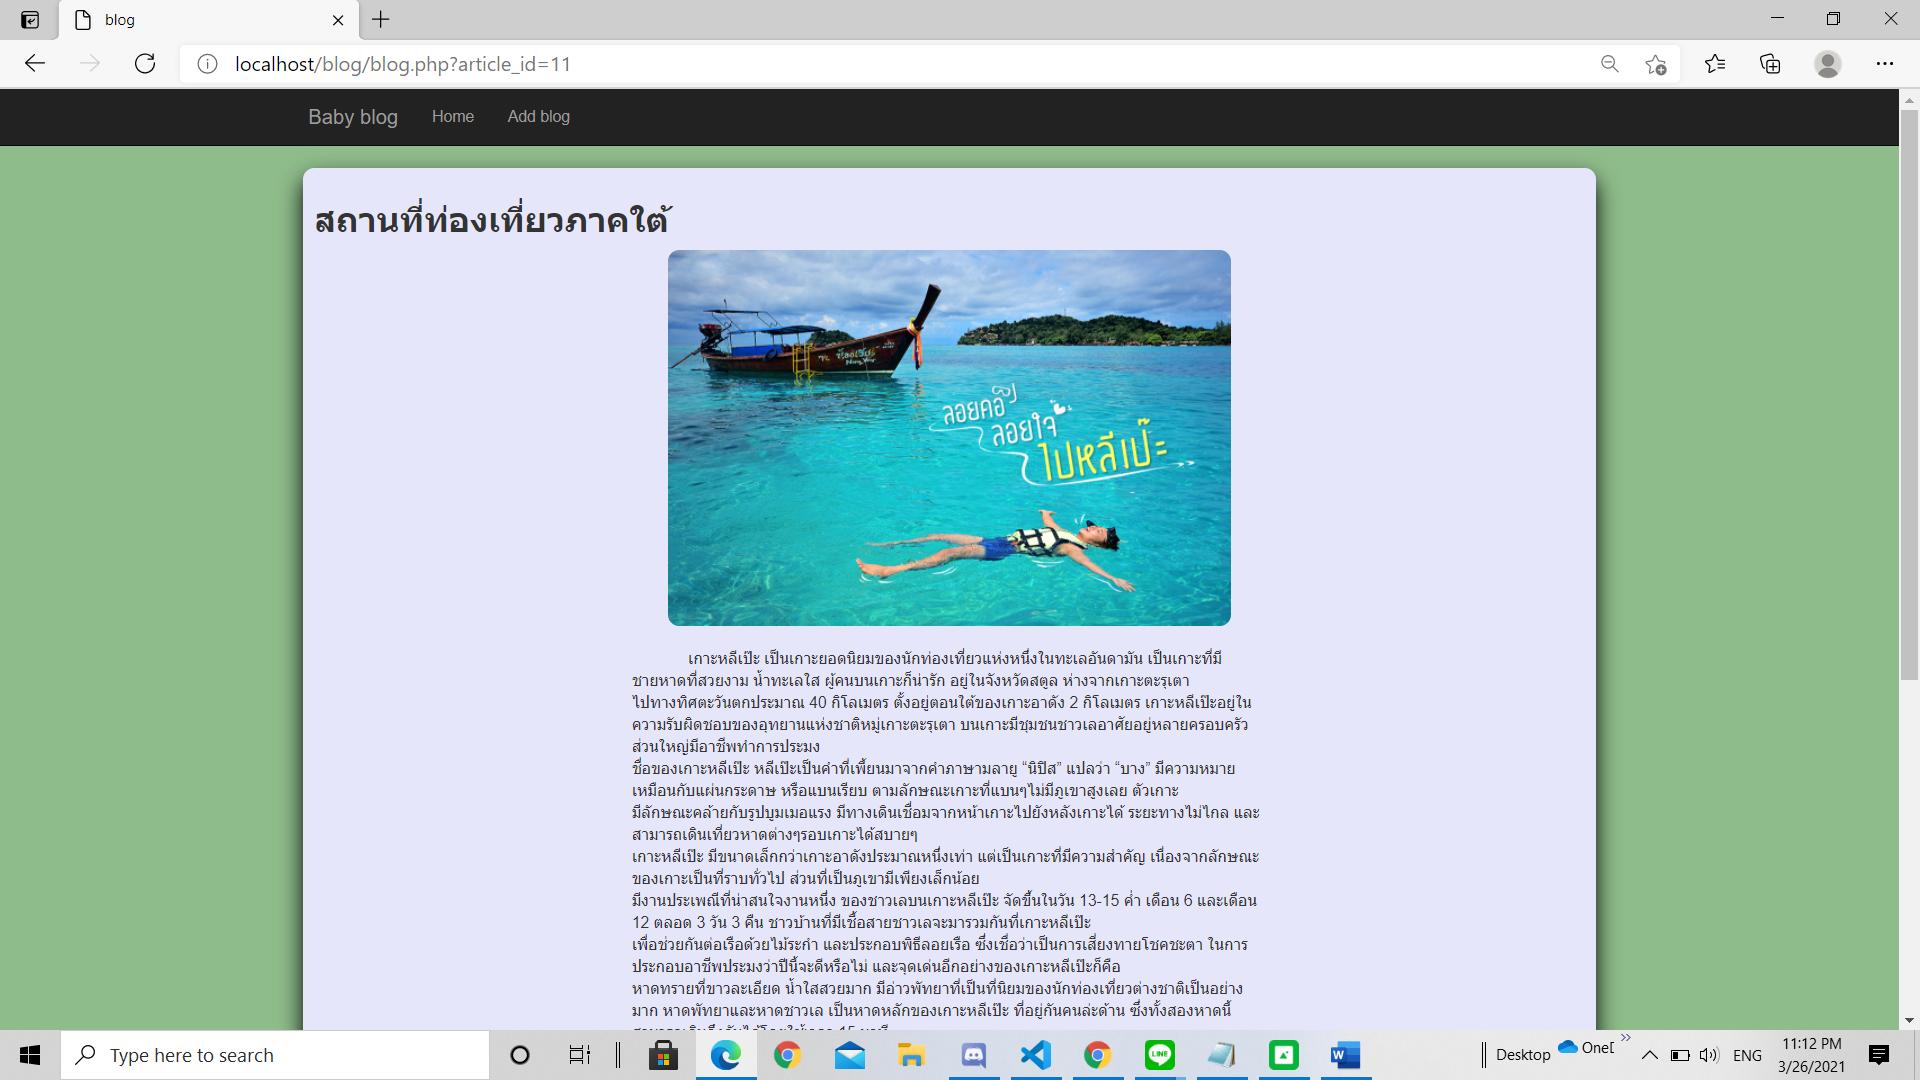 blog
localhost/blog/blog.php?article_id=11
Baby blog Home Add blog
สถานที่ท่องเที่ยวภาคใต้
ลอยคอ
ลอยใจ
ไปหลีเป๊ะ
เกาะหลีเป๊ะ เป็นเกาะยอดนิยมของนักท่องเที่ยวแห่งหนึ่งในทะเลอันดามัน เป็นเกาะที่มี
ชายหาดที่สวยงาม น้ำทะเลใส ผู้คนบนเกาะก็น่ารัก อยู่ในจังหวัดสตูล ห่างจากเกาะตะรุเตา
ไปทางทิศตะวันตกประมาณ 40 กิโลเมตร ตั้งอยู่ตอนใต้ของเกาะอาดัง 2 กิโลเมตร เกาะหลีเป๊ะอยู่ใน
ความรับผิดชอบของอุทยานแห่งชาติหมู่เกาะตะรุเตา บนเกาะมีชุมชนชาวเลอาศัยอยู่หลายครอบครัว
ส่วนใหญ่มีอาชีพทำการประมง
ชื่อของเกาะหลีเป๊ะ หลีเป๊ะเป็นคำที่เพี้ยนมาจากคำภาษามลายู “นิปิส” แปลว่า “บาง” มีความหมาย
เหมือนกับแผ่นกระดาษ หรือแบนเรียบ ตามลักษณะเกาะที่แบนๆไม่มีภูเขาสูงเลย ตัวเกาะ
มีลักษณะคล้ายกับรูปบูมเมอแรง มีทางเดินเชื่อมจากหน้าเกาะไปยังหลังเกาะได้ ระยะทางไม่ไกล และ
สามารถเดินเที่ยวหาดต่างๆรอบเกาะได้สบายๆ
เกาะหลีเป๊ะ มีขนาดเล็กกว่าเกาะอาดังประมาณหนึ่งเท่า แต่เป็นเกาะที่มีความสำคัญ เนื่องจากลักษณะ
ของเกาะเป็นที่ราบทั่วไป ส่วนที่เป็นภูเขามีเพียงเล็กน้อย
มีงานประเพณีที่น่าสนใจงานหนึ่ง ของชาวเลบนเกาะหลีเป๊ะ จัดขึ้นในวัน 13-15 ค่ำ เดือน 6 และเดือน
12 ตลอด 3 วัน 3 คืน ชาวบ้านที่มีเชื้อสายชาวเลจะมารวมกันที่เกาะหลีเป๊ะ
เพื่อช่วยกันต่อเรือด้วยไม้ระกำ และประกอบพิธีลอยเรือ ซึ่งเชื่อว่าเป็นการเสี่ยงทายโชคชะตา ในการ
ประกอบอาชีพประมงว่าปีนี้จะดีหรือไม่ และจุดเด่นอีกอย่างของเกาะหลีเป๊ะก็คือ
หาดทรายที่ขาวละเอียด น้ำใสสวยมาก มีอ่าวพัทยาที่เป็นที่นิยมของนักท่องเที่ยวต่างชาติเป็นอย่าง
มาก หาดพัทยาและหาดชาวเล เป็นหาดหลักของเกาะหลีเป๊ะ ที่อยู่กันคนล่ะด้าน ซึ่งทั้งสองหาดนี้
Type here to search
LINE
Desktop
ENG
11:12 PM
3/26/2021